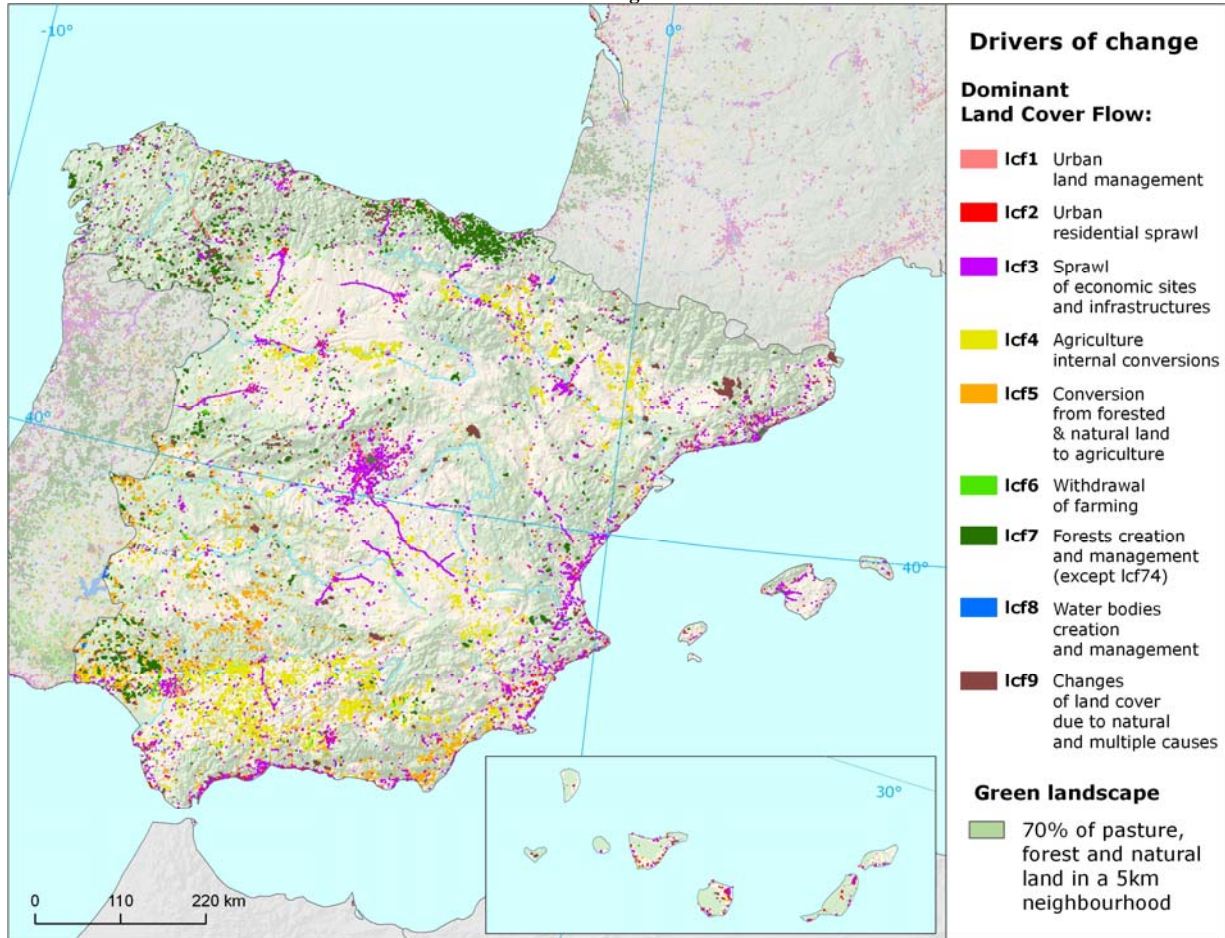 -10°
0°
40°
40°
30°
0 110 220 km
Drivers of change
Dominant
Land Cover Flow:
lcf1 Urban
land management
lcf2 Urban
residential sprawl
lcf3 Sprawl
of economic sites
and infrastructures
lcf4 Agriculture
internal conversions
lcf5 Conversion
from forested
& natural land
to agriculture
lcf6 Withdrawal
of farming
lcf7 Forests creation
and management
(except lcf74)
lcf8 Water bodies
creation
and management
lcf9 Changes
of land cover
due to natural
and multiple causes
Green landscape
70% of pasture,
forest and natural
land in a 5km
neighbourhood